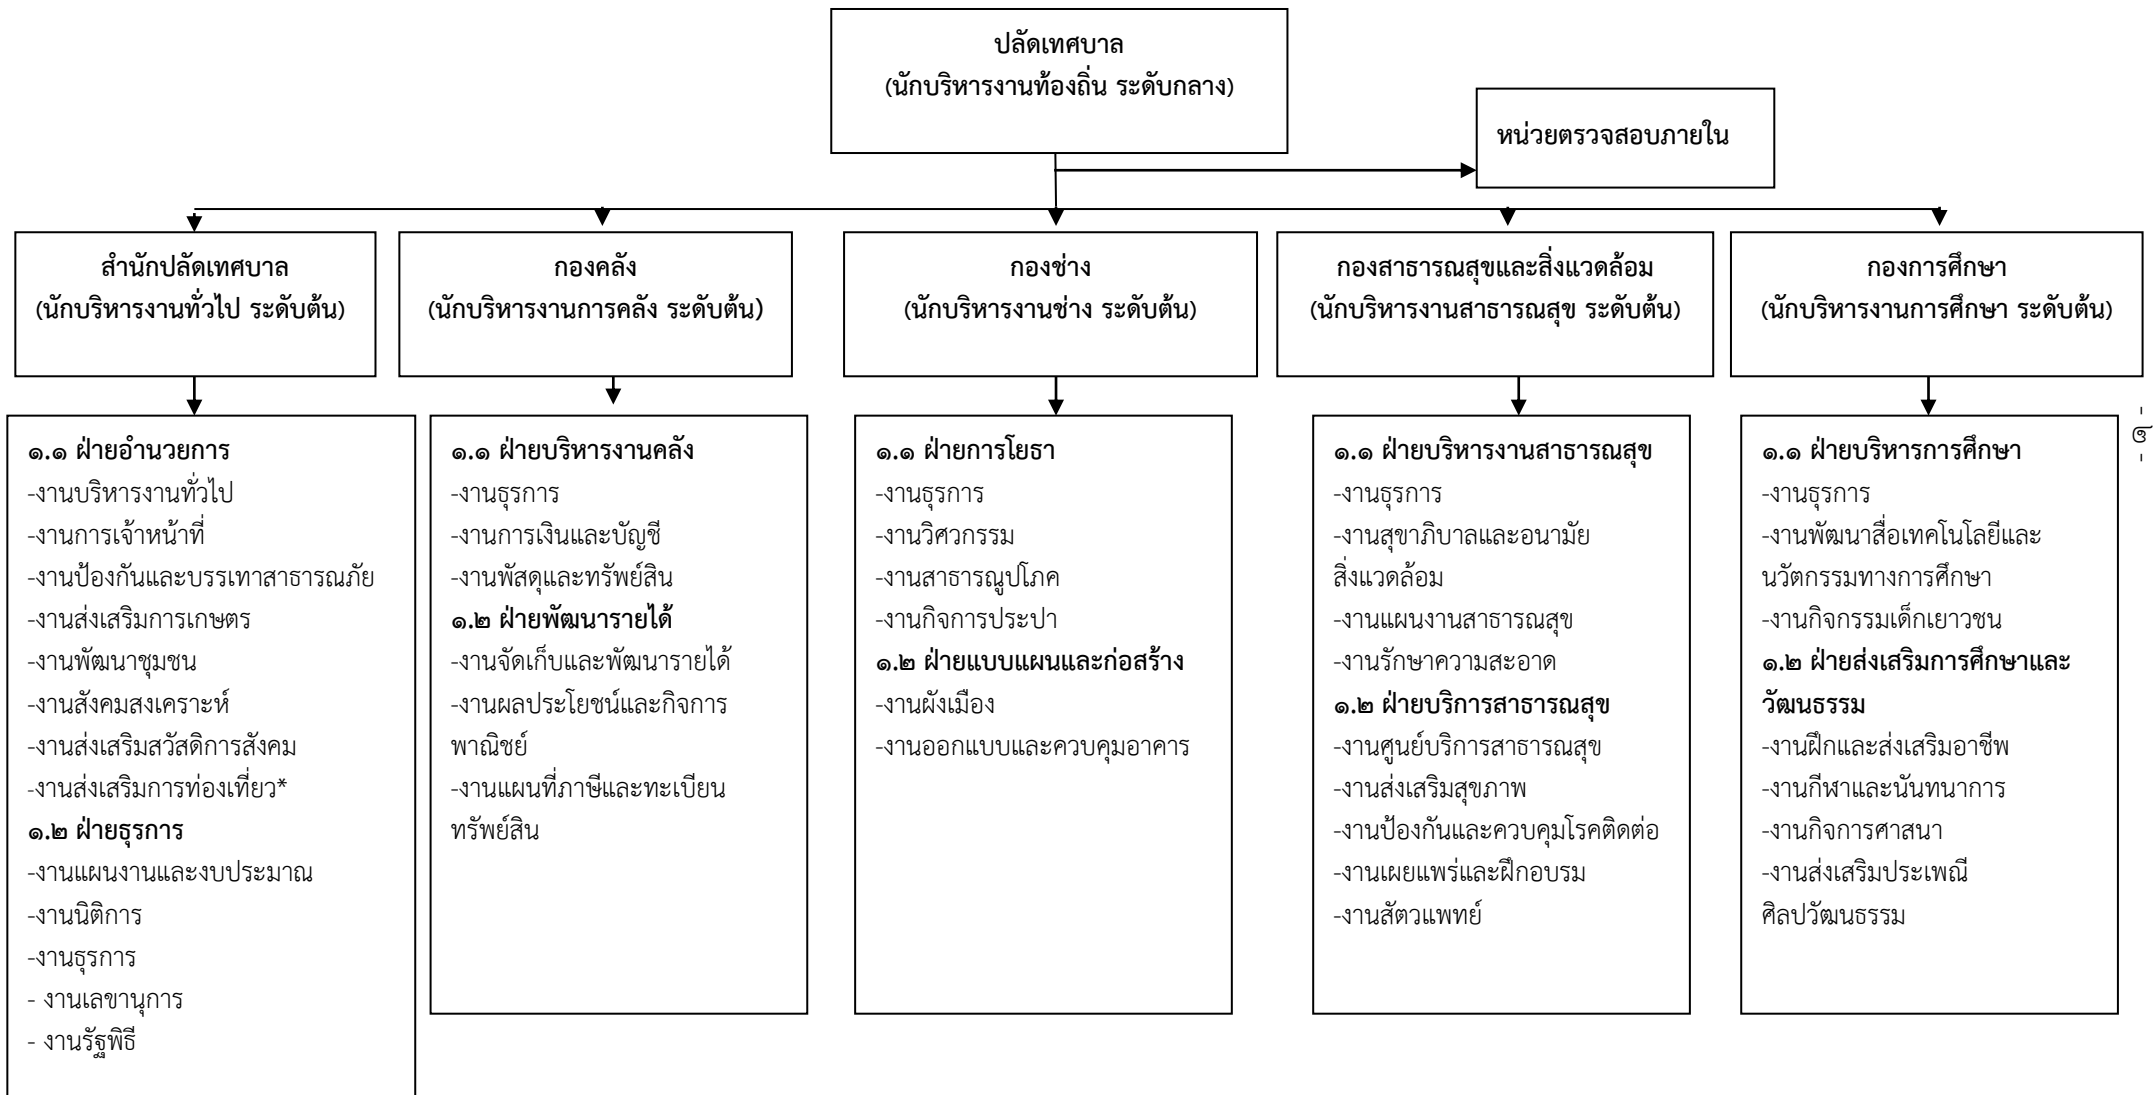 ปลัดเทศบาล
(นักบริหารงานท้องถิ่น ระดับกลาง)
หน่วยตรวจสอบภายใน
สำนักปลัดเทศบาล
(นักบริหารงานทั่วไป ระดับต้น)
กองคลัง
(นักบริหารงานการคลัง ระดับต้น)
กองช่าง
(นักบริหารงานช่าง ระดับต้น)
กองสาธารณสุขและสิ่งแวดล้อม
(นักบริหารงานสาธารณสุข ระดับต้น)
กองการศึกษา
(นักบริหารงานการศึกษา ระดับต้น)
๑.๑ ฝ่ายอำนวยการ
-งานบริหารงานทั่วไป
-งานการเจ้าหน้าที่
-งานป้องกันและบรรเทาสาธารณภัย
-งานส่งเสริมการเกษตร
-งานพัฒนาชุมชน
-งานสังคมสงเคราะห์
-งานส่งเสริมสวัสดิการสังคม
-งานส่งเสริมการท่องเที่ยว*
๑.๒ ฝ่ายธุรการ
-งานแผนงานและงบประมาณ
-งานนิติการ
-งานธุรการ
- งานเลขานุการ
- งานรัฐพิธี
๑.๑ ฝ่ายบริหารงานคลัง
-งานธุรการ
-งานการเงินและบัญชี
-งานพัสดุและทรัพย์สิน
๑.๒ ฝ่ายพัฒนารายได้
-งานจัดเก็บและพัฒนารายได้
-งานผลประโยชน์และกิจการ
พาณิชย์
-งานแผนที่ภาษีและทะเบียน
ทรัพย์สิน
๑.๑ ฝ่ายการโยธา
-งานธุรการ
-งานวิศวกรรม
-งานสาธารณูปโภค
-งานกิจการประปา
๑.๒ ฝ่ายแบบแผนและก่อสร้าง
-งานผังเมือง
-งานออกแบบและควบคุมอาคาร
๑.๑ ฝ่ายบริหารงานสาธารณสุข
-งานธุรการ
-งานสุขาภิบาลและอนามัย
สิ่งแวดล้อม
-งานแผนงานสาธารณสุข
-งานรักษาความสะอาด
๑.๒ ฝ่ายบริการสาธารณสุข
-งานศูนย์บริการสาธารณสุข
-งานส่งเสริมสุขภาพ
-งานป้องกันและควบคุมโรคติดต่อ
-งานเผยแพร่และฝึกอบรม
-งานสัตวแพทย์
๑.๑ ฝ่ายบริหารการศึกษา
-งานธุรการ
-งานพัฒนาสื่อเทคโนโลยีและ
นวัตกรรมทางการศึกษา
-งานกิจกรรมเด็กเยาวชน
๑.๒ ฝ่ายส่งเสริมการศึกษาและ
วัฒนธรรม
-งานฝึกและส่งเสริมอาชีพ
-งานกีฬาและนันทนาการ
-งานกิจการศาสนา
-งานส่งเสริมประเพณี
ศิลปวัฒนธรรม
- ๙ -